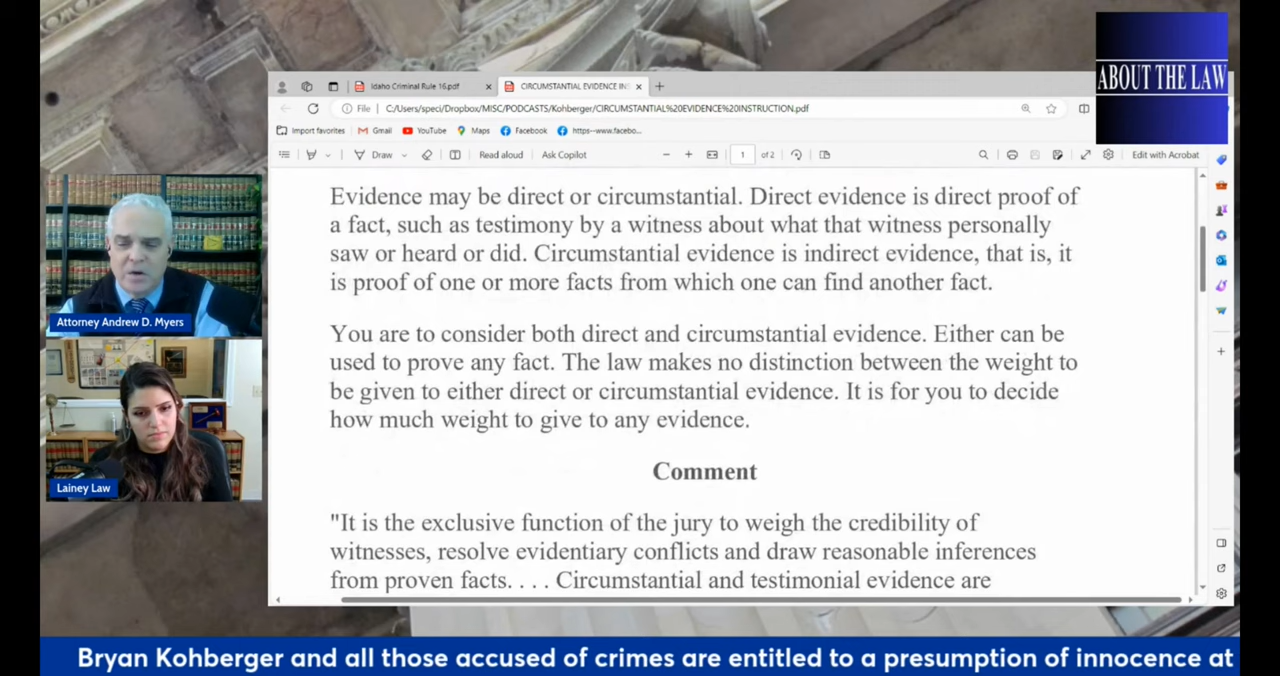 ABOUT THE LAW
Idaho Criminal Rule 16.pdf
CIRCUMSTANTIAL EVIDENCE IN
File
C:/Users/speci/Dropbox/MISC/PODCASTS/Kohberger/CIRCUMSTANTIAL%20EVIDENCE%20INSTRUCTION.pdf
Import favorites Gmail YouTube Maps Facebook https--www.facebo...
Draw Read aloud Ask Copilot 1 of 2 Edit with Acrobat
Evidence may be direct or circumstantial. Direct evidence is direct proof of
a fact, such as testimony by a witness about what that witness personally
saw or heard or did. Circumstantial evidence is indirect evidence, that is, it
is proof of one or more facts from which one can find another fact.
You are to consider both direct and circumstantial evidence. Either can be
used to prove any fact. The law makes no distinction between the weight to
be given to either direct or circumstantial evidence. It is for you to decide
how much weight to give to any evidence.
Comment
"It is the exclusive function of the jury to weigh the credibility of
witnesses, resolve evidentiary conflicts and draw reasonable inferences
from proven facts. . . . Circumstantial and testimonial evidence are
Attorney Andrew D. Myers
Lainey Law
Bryan Kohberger and all those accused of crimes are entitled to a presumption of innocence at